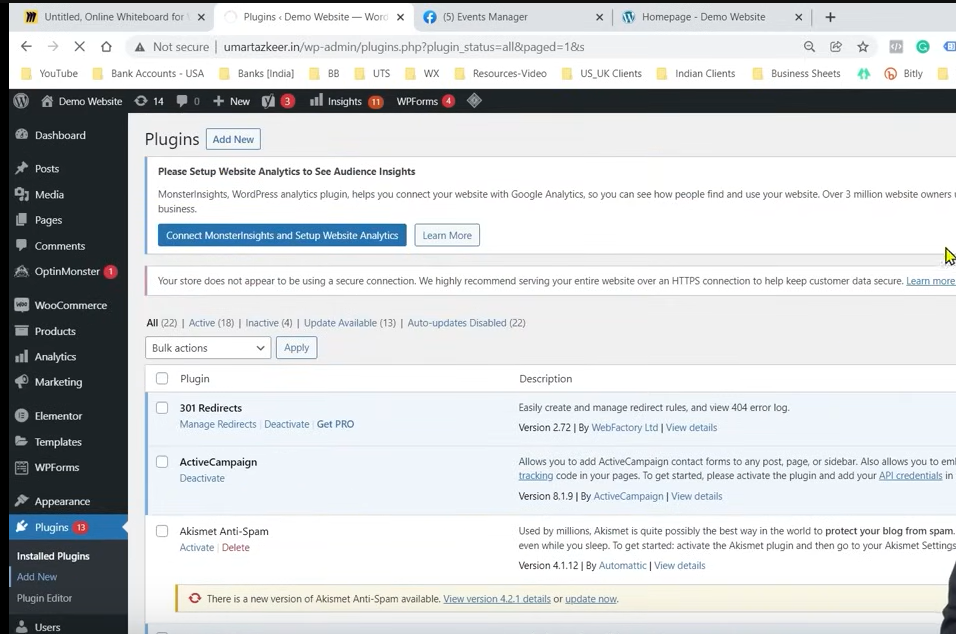 Untitled, Online Whiteboard for
Plugins ‹ Demo Website — Wor
(5) Events Manager
Homepage - Demo Website
Not secure | umartazkeer.in/wp-admin/plugins.php?plugin_status=all&paged=1&s
YouTube
Bank Accounts - USA
Banks [India]
BB
UTS
WX
Resources-Video
US_UK Clients
Indian Clients
Business Sheets
Bitly
Demo Website
14
0
New
3
Insights 11
WPForms 4
Dashboard
Posts
Media
Pages
Comments
OptinMonster 1
WooCommerce
Products
Analytics
Marketing
Elementor
Templates
WPForms
Appearance
Plugins 13
Installed Plugins
Add New
Plugin Editor
Users
Plugins Add New
Please Setup Website Analytics to See Audience Insights
MonsterInsights, WordPress analytics plugin, helps you connect your website with Google Analytics, so you can see how people find and use your website. Over 3 million website owners
business.
Connect MonsterInsights and Setup Website Analytics
Learn More
Your store does not appear to be using a secure connection. We highly recommend serving your entire website over an HTTPS connection to help keep customer data secure. Learn more
All (22) | Active (18) | Inactive (4) | Update Available (13) | Auto-updates Disabled (22)
Bulk actions
Apply
Plugin
Description
301 Redirects
Manage Redirects | Deactivate | Get PRO
Easily create and manage redirect rules, and view 404 error log.
Version 2.72 | By WebFactory Ltd | View details
ActiveCampaign
Deactivate
Allows you to add ActiveCampaign contact forms to any post, page, or sidebar. Also allows you to em
tracking code in your pages. To get started, please activate the plugin and add your API credentials in
Version 8.1.9 | By ActiveCampaign | View details
Akismet Anti-Spam
Activate | Delete
Used by millions, Akismet is quite possibly the best way in the world to protect your blog from spam.
even while you sleep. To get started: activate the Akismet plugin and then go to your Akismet Settings
Version 4.1.12 | By Automattic | View details
There is a new version of Akismet Anti-Spam available. View version 4.2.1 details or update now.